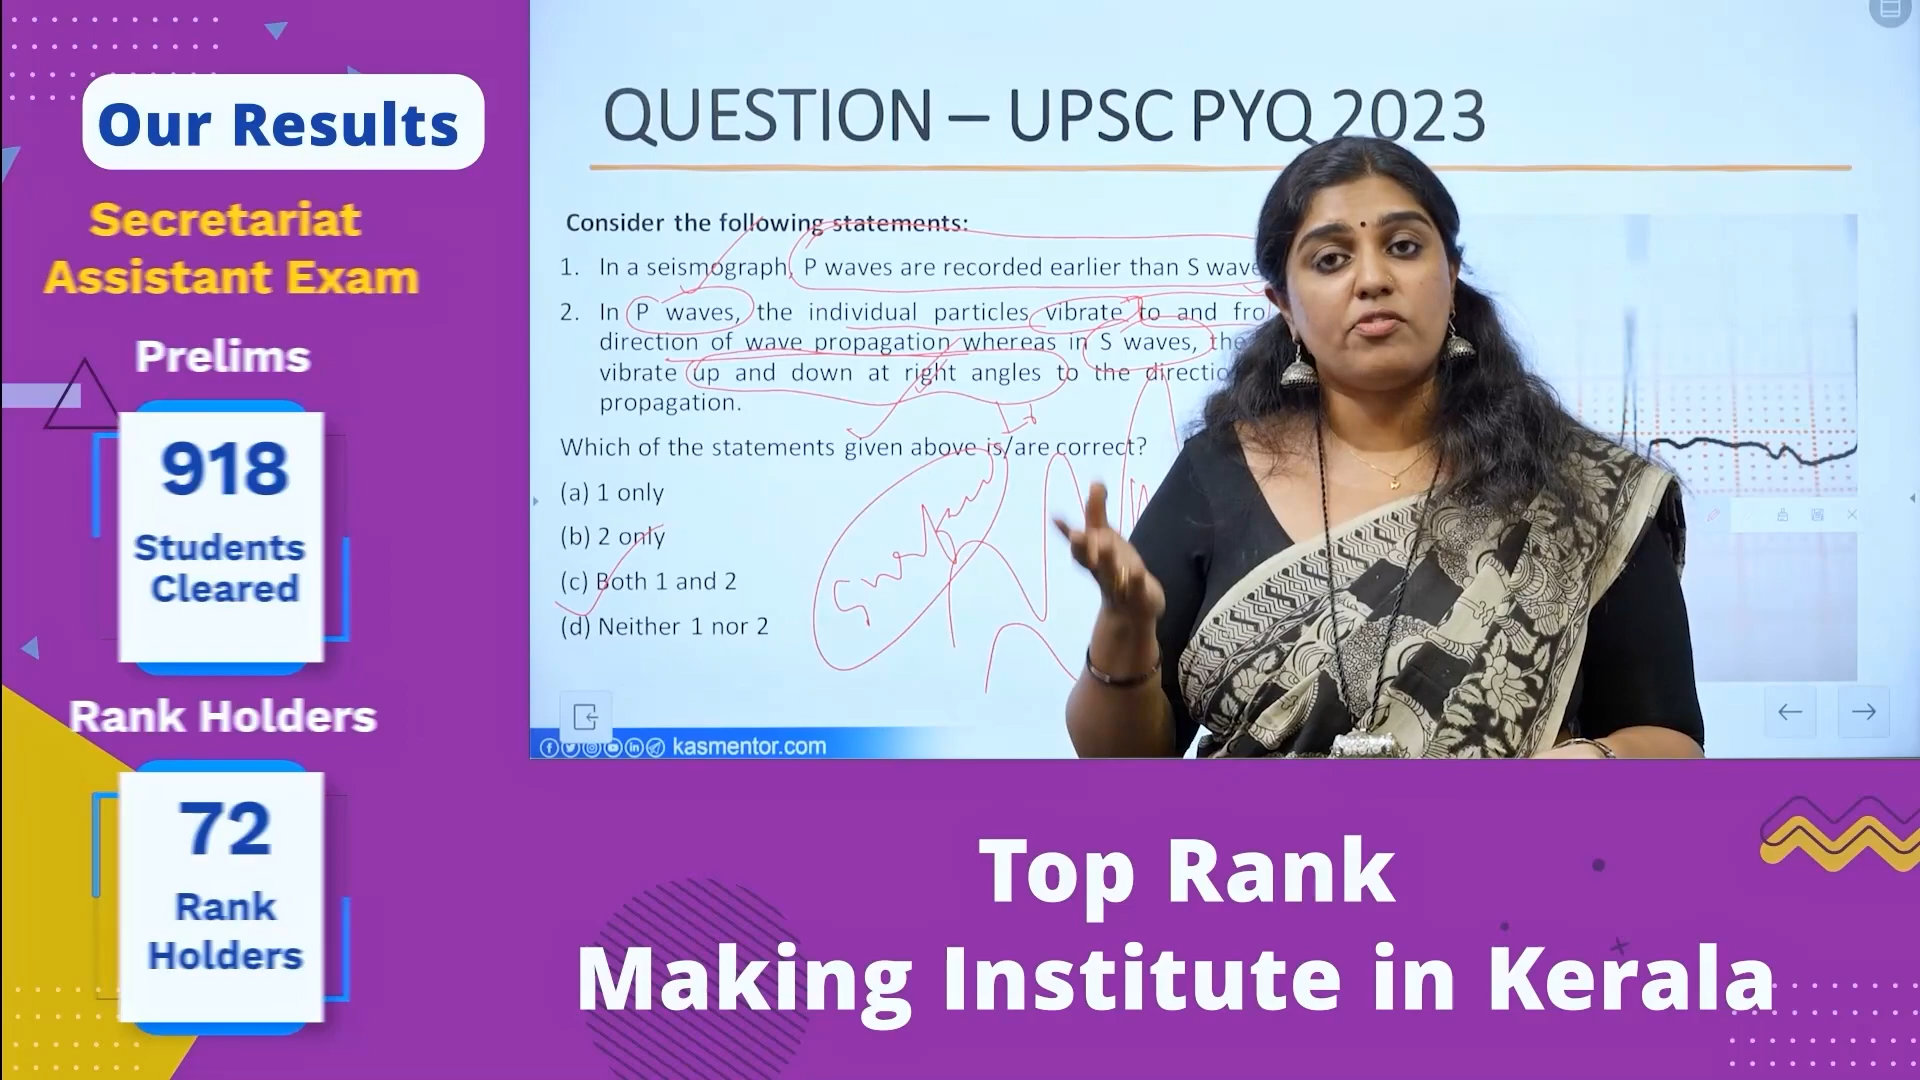 Our Results
Secretariat
Assistant Exam
Prelims
918
Students
Cleared
Rank Holders
72
Rank
Holders
QUESTION – UPSC PYQ 2023
Consider the following statements:
1. In a seismograph, P waves are recorded earlier than S
2. In P waves, the individual particles vibrate to and fro
direction of wave propagation whereas in S waves, the
vibrate up and down at right angles to the
propagation.
Which of the statements given above is/are correct?
(a) 1 only
(b) 2 only
(c) Both 1 and 2
(d) Neither 1 nor 2
kasmentor.com
Top Rank
Making Institute in Kerala